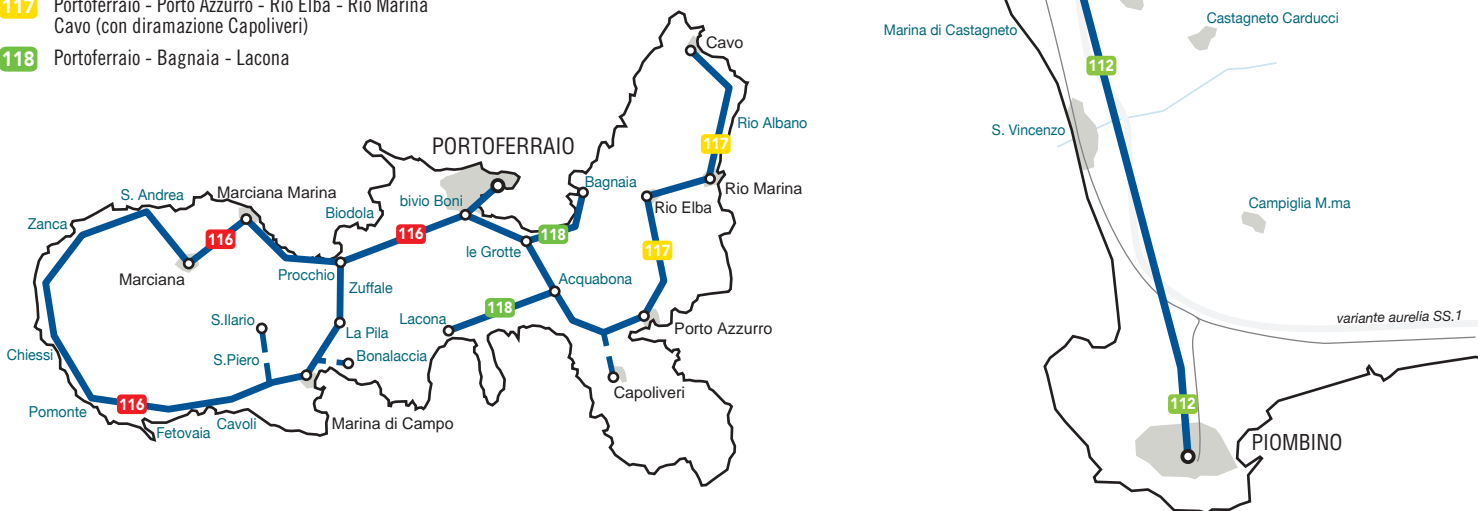 117 Portoferraio - Porto Azzurro - Rio Elba - Rio Marina
Cavo (con diramazione Capoliveri)
118 Portoferraio - Bagnaia - Lacona
Cavo
Rio Albano
117
PORTOFERRAIO
Bagnaia
Rio Marina
Rio Elba
Marciana Marina
S. Andrea
bivio Boni
Biodola
Zanca
116
116
118
le Grotte
117
Marciana
Procchio
Acquabona
Zuffale
118
Lacona
S.Ilario
La Pila
Porto Azzurro
Chiessi
S.Piero
Bonalaccia
Capoliveri
116
Pomonte
Cavoli
Fetovaia
Marina di Campo
Marina di Castagneto
Castagneto Carducci
112
S. Vincenzo
Campiglia M.ma
variante aurelia SS.1
112
PIOMBINO